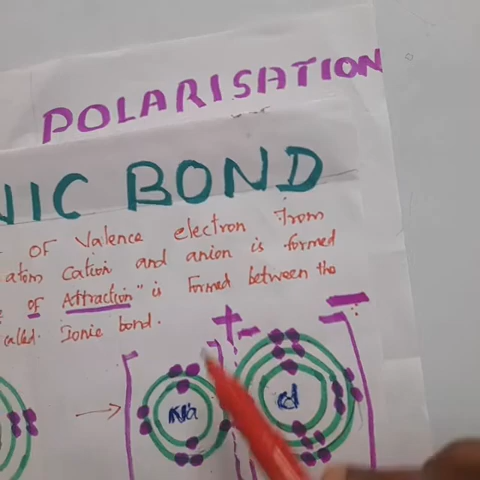 POLARISATION
NIC BOND
OF Valence electron from
atom Cation and anion is formed
OF Attraction" is Formed between the
called. Ionic bond.
+ - -
Na Cl